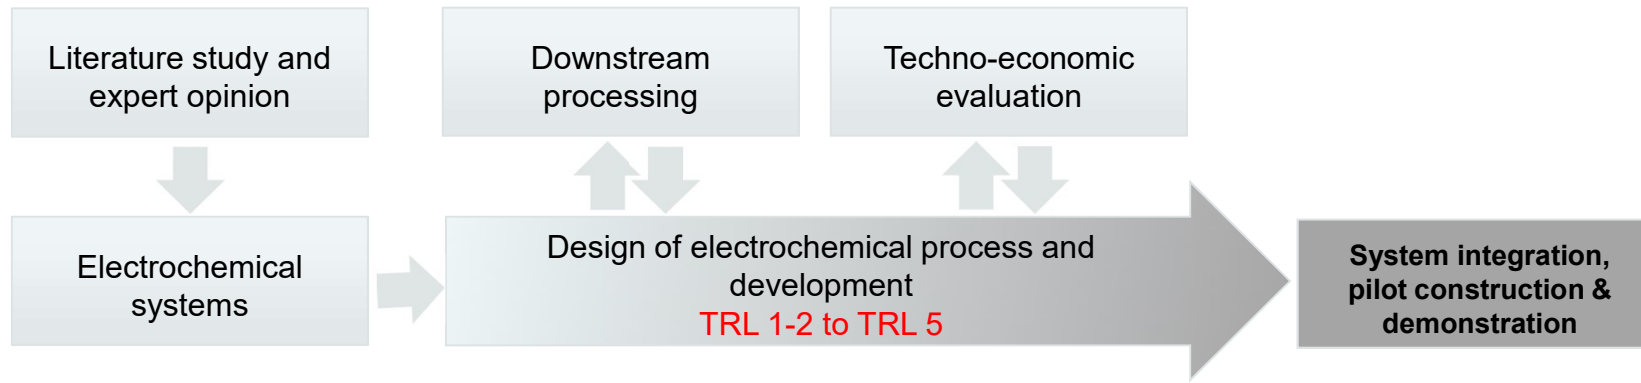 Literature study and
expert opinion
Downstream
processing
Techno-economic
evaluation
Electrochemical
systems
Design of electrochemical process and
development
TRL 1-2 to TRL 5
System integration,
pilot construction &
demonstration